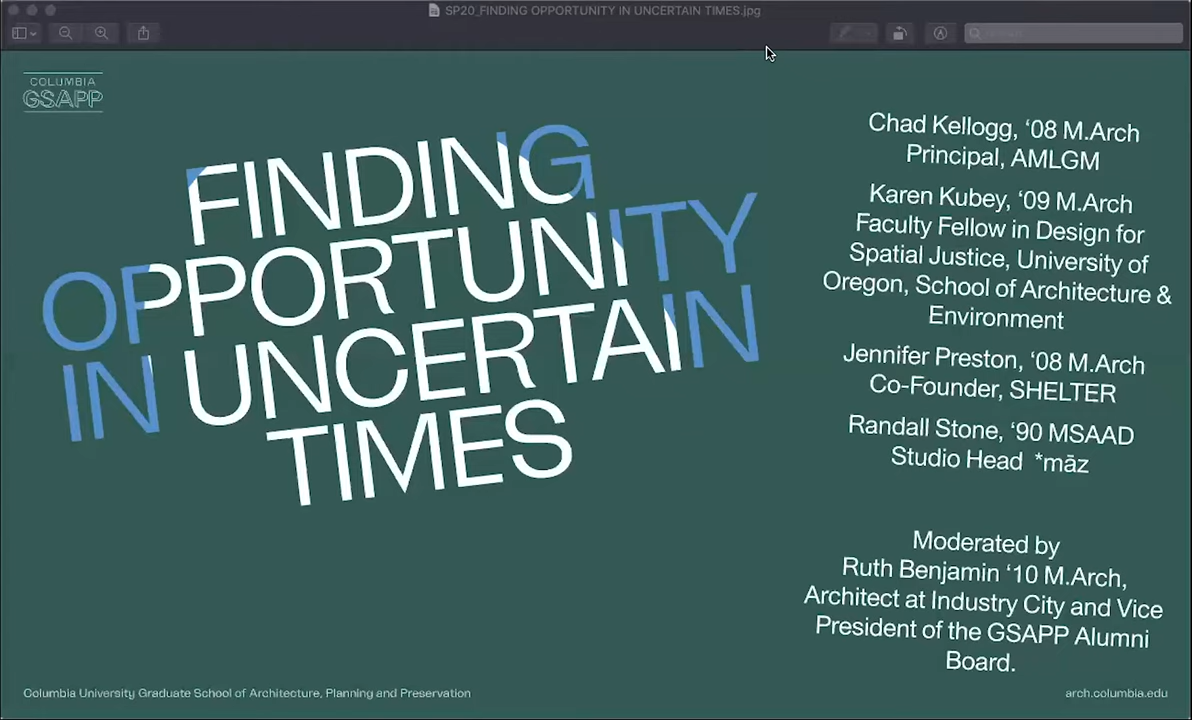 SP20_FINDING OPPORTUNITY IN UNCERTAIN TIMES.jpg
COLUMBIA
GSAPP
FINDING
OPPORTUNITY
IN UNCERTAIN
TIMES
Chad Kellogg, ‘08 M.Arch
Principal, AMLGM
Karen Kubey, ‘09 M.Arch
Faculty Fellow in Design for
Spatial Justice, University of
Oregon, School of Architecture &
Environment
Jennifer Preston, ‘08 M.Arch
Co-Founder, SHELTER
Randall Stone, ‘90 MSAAD
Studio Head *māz
Moderated by
Ruth Benjamin ‘10 M.Arch,
Architect at Industry City and Vice
President of the GSAPP Alumni
Board.
Columbia University Graduate School of Architecture, Planning and Preservation
arch.columbia.edu